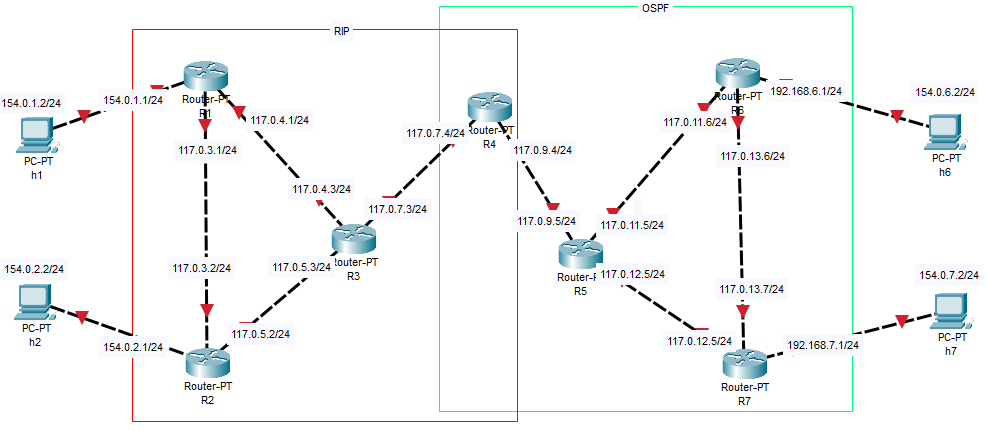 OSPF
RIP
154.0.1.2/24
PC-PT
h1
154.0.1.1/24
Router-PT
R1
117.0.3.1/24
117.0.4.1/24
117.0.4.3/24
117.0.7.4/24
Router-PT
R4
117.0.9.4/24
117.0.7.3/24
117.0.9.5/24
117.0.11.6/24
Router-PT
R6
192.168.6.1/24
154.0.6.2/24
PC-PT
h6
117.0.13.6/24
117.0.11.5/24
154.0.2.2/24
PC-PT
h2
117.0.3.2/24
117.0.5.3/24
Router-PT
R3
Router-P
R5
117.0.12.5/24
117.0.13.7/24
154.0.7.2/24
PC-PT
h7
154.0.2.1/24
117.0.5.2/24
117.0.12.5/24
192.168.7.1/24
Router-PT
R2
Router-PT
R7